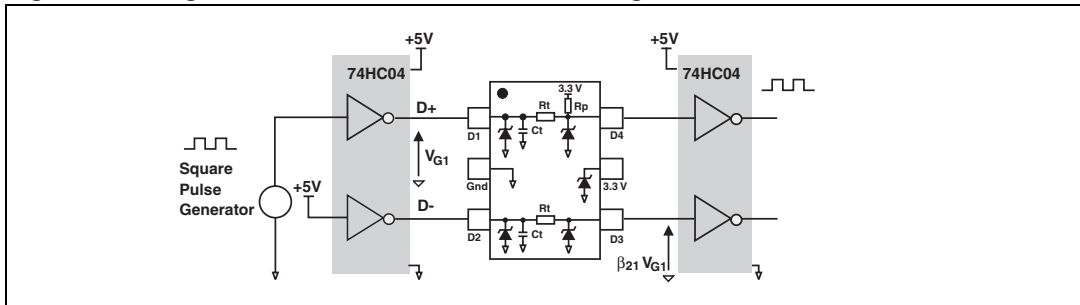 +5V
+5V
74HC04
74HC04
3.3 V
D+
Rt
Rp
D1
Ct
D4
VG1
Square
Pulse
Generator
+5V
Gnd
3.3 V
D-
Rt
D2
Ct
D3
β21 VG1